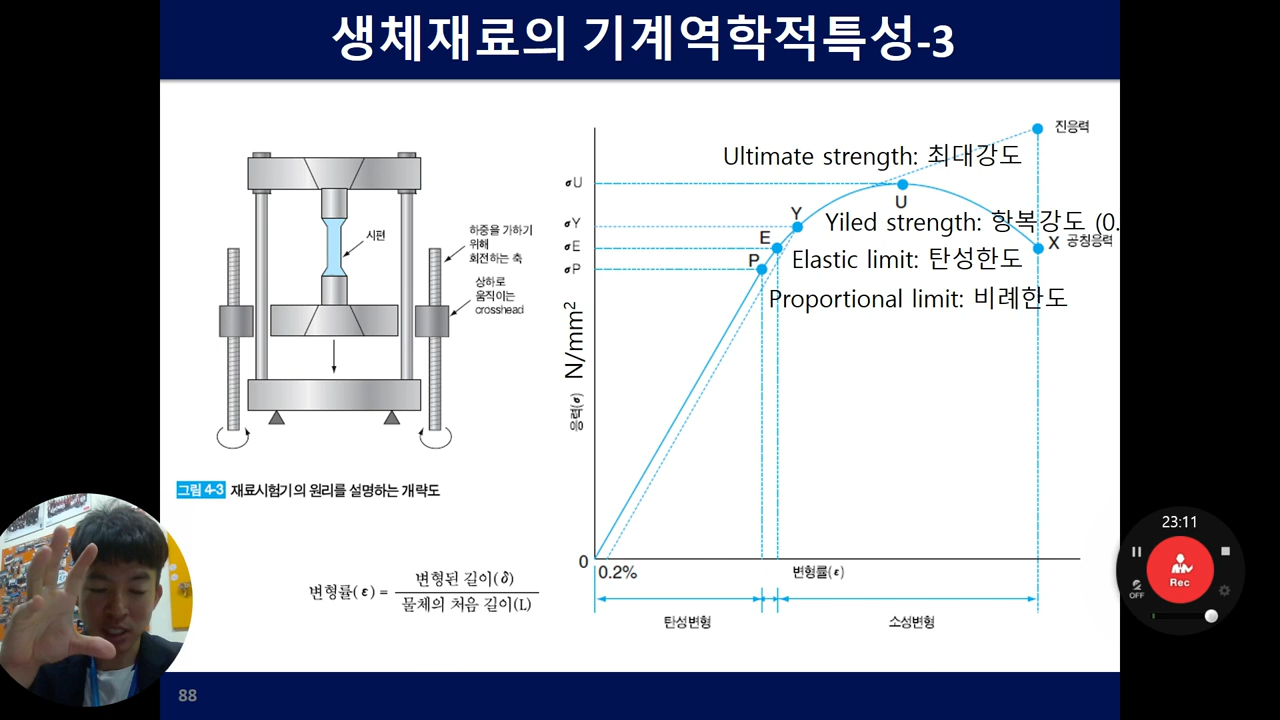 생체재료의 기계역학적특성-3
시편
하중을 가하기
위해
회전하는 축
상하로
움직이는
crosshead
그림 4-3 재료시험기의 원리를 설명하는 개략도
변형률(ε) = 변형된 길이(δ)
물체의 처음 길이(L)
진응력
Ultimate strength: 최대강도
σU
U
σY
Y
Yiled strength: 항복강도 (0.
σE
E
X 공칭응력
Elastic limit: 탄성한도
σP
P
Proportional limit: 비례한도
N/mm²
응력(σ)
0
0.2%
변형률(ε)
탄성변형
소성변형
88
23:11
Rec
OFF